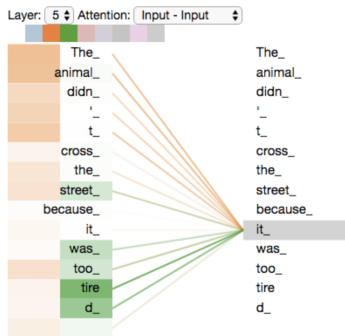 Layer: 5 Attention: Input - Input
The_ The_
animal_ animal_
didn_ didn_
'_ '_
t_ t_
cross_ cross_
the_ the_
street_ street_
because_ because_
it_ it_
was_ was_
too_ too_
tire tire
d_ d_